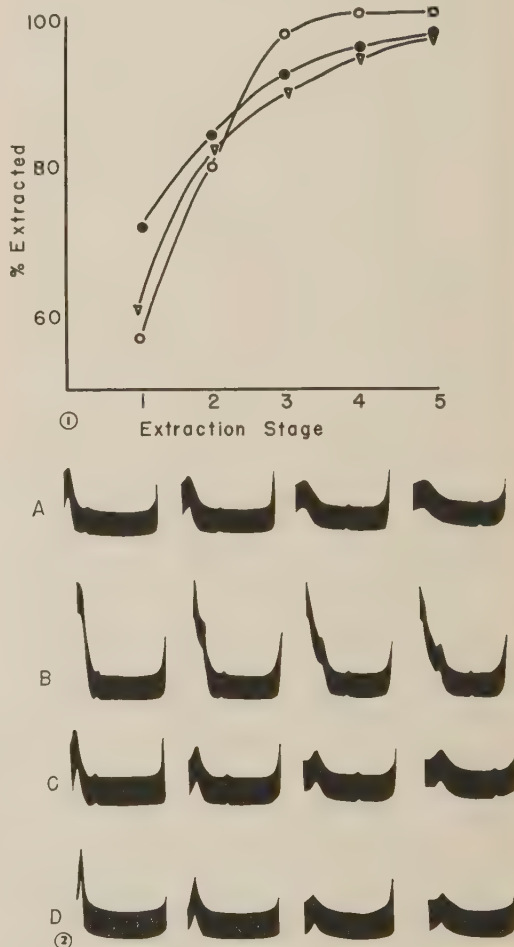 100
80
60
% Extracted
1 2 3 4 5
① Extraction Stage
A
B
C
D
②